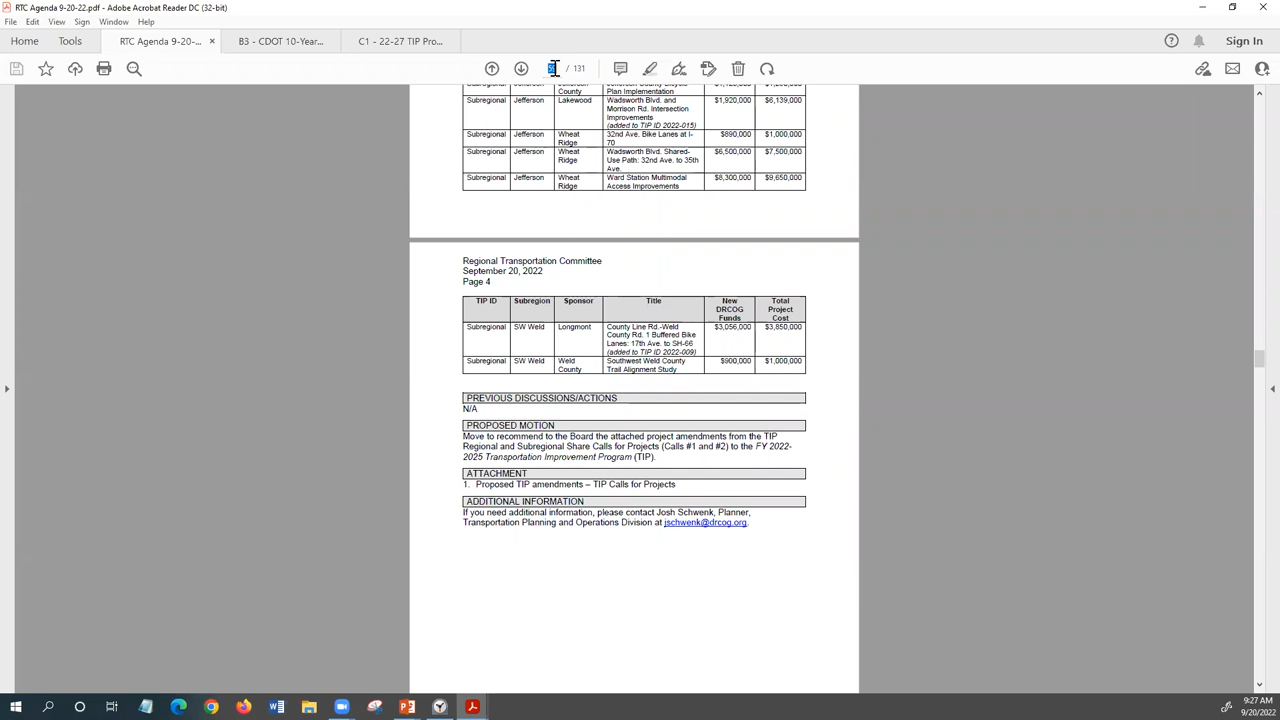 RTC Agenda 9-20-22.pdf - Adobe Acrobat Reader DC (32-bit)
File Edit View Sign Window Help
Home Tools RTC Agenda 9-20-... × B3 - CDOT 10-Year... C1 - 22-27 TIP Pro... Sign In
/ 131
County Plan Implementation
Subregional Jefferson Lakewood Wadsworth Blvd. and $1,920,000 $6,139,000
Morrison Rd. Intersection
Improvements
(added to TIP ID 2022-015)
Subregional Jefferson Wheat 32nd Ave. Bike Lanes at I- $890,000 $1,000,000
Ridge 70
Subregional Jefferson Wheat Wadsworth Blvd. Shared- $6,500,000 $7,500,000
Ridge Use Path: 32nd Ave. to 35th
Ave.
Subregional Jefferson Wheat Ward Station Multimodal $8,300,000 $9,650,000
Ridge Access Improvements
Regional Transportation Committee
September 20, 2022
Page 4
TIP ID Subregion Sponsor Title New Total
DRCOG Project
Funds Cost
Subregional SW Weld Longmont County Line Rd.-Weld $3,056,000 $3,850,000
County Rd. 1 Buffered Bike
Lanes: 17th Ave. to SH-66
(added to TIP ID 2022-009)
Subregional SW Weld Weld Southwest Weld County $900,000 $1,000,000
County Trail Alignment Study
PREVIOUS DISCUSSIONS/ACTIONS
N/A
PROPOSED MOTION
Move to recommend to the Board the attached project amendments from the TIP
Regional and Subregional Share Calls for Projects (Calls #1 and #2) to the FY 2022-
2025 Transportation Improvement Program (TIP).
ATTACHMENT
1. Proposed TIP amendments – TIP Calls for Projects
ADDITIONAL INFORMATION
If you need additional information, please contact Josh Schwenk, Planner,
Transportation Planning and Operations Division at jschwenk@drcog.org.
9:27 AM
9/20/2022